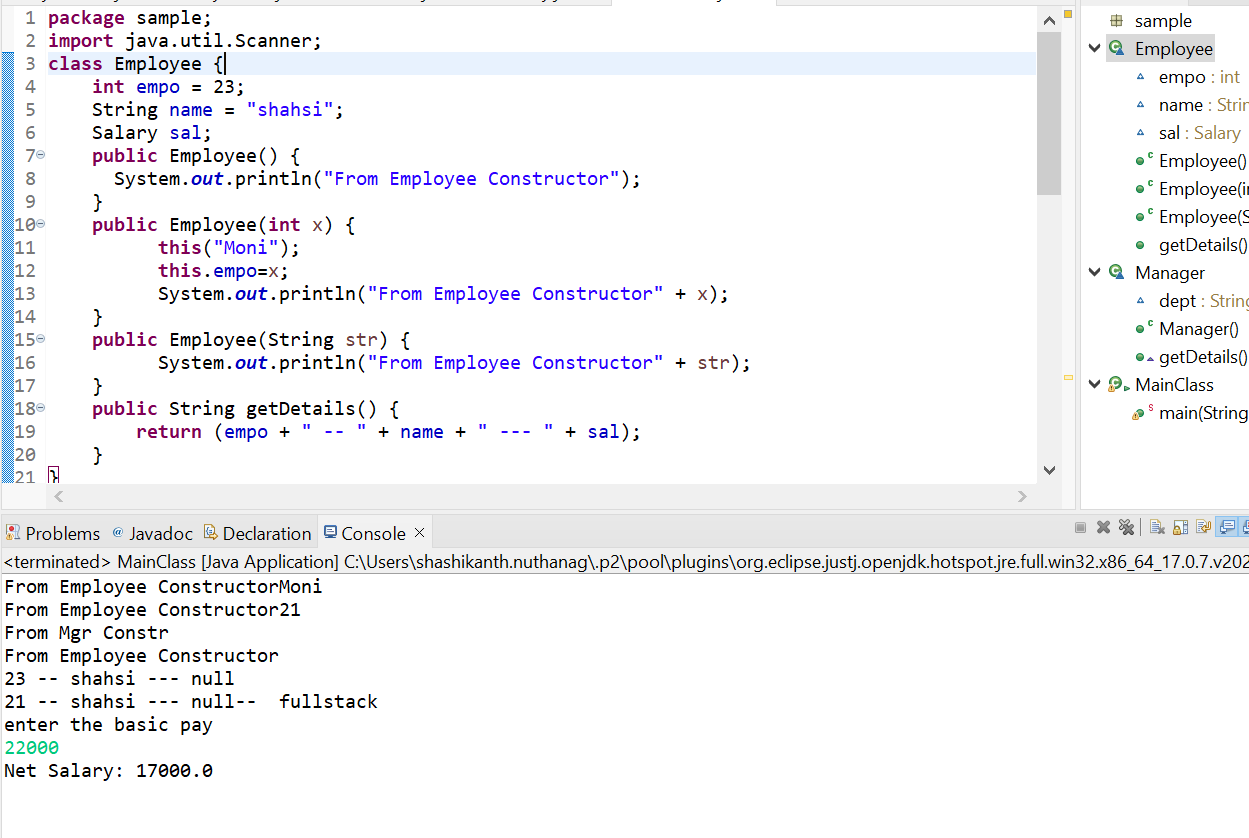 1 package sample;
2 import java.util.Scanner;
3 class Employee {
4 int empo = 23;
5 String name = "shahsi";
6 Salary sal;
7 public Employee() {
8 System.out.println("From Employee Constructor");
9 }
10 public Employee(int x) {
11 this("Moni");
12 this.empo=x;
13 System.out.println("From Employee Constructor" + x);
14 }
15 public Employee(String str) {
16 System.out.println("From Employee Constructor" + str);
17 }
18 public String getDetails() {
19 return (empo + " -- " + name + " --- " + sal);
20 }
21 }
sample
Employee
empo : int
name : Strin
sal : Salary
Employee()
Employee(in
Employee(S
getDetails()
Manager
dept : String
Manager()
getDetails()
MainClass
main(String
Problems @ Javadoc Declaration Console
<terminated> MainClass [Java Application] C:\Users\shashikanth.nuthanag\.p2\pool\plugins\org.eclipse.justj.openjdk.hotspot.jre.full.win32.x86_64_17.0.7.v202
From Employee ConstructorMoni
From Employee Constructor21
From Mgr Constr
From Employee Constructor
23 -- shahsi --- null
21 -- shahsi --- null-- fullstack
enter the basic pay
22000
Net Salary: 17000.0